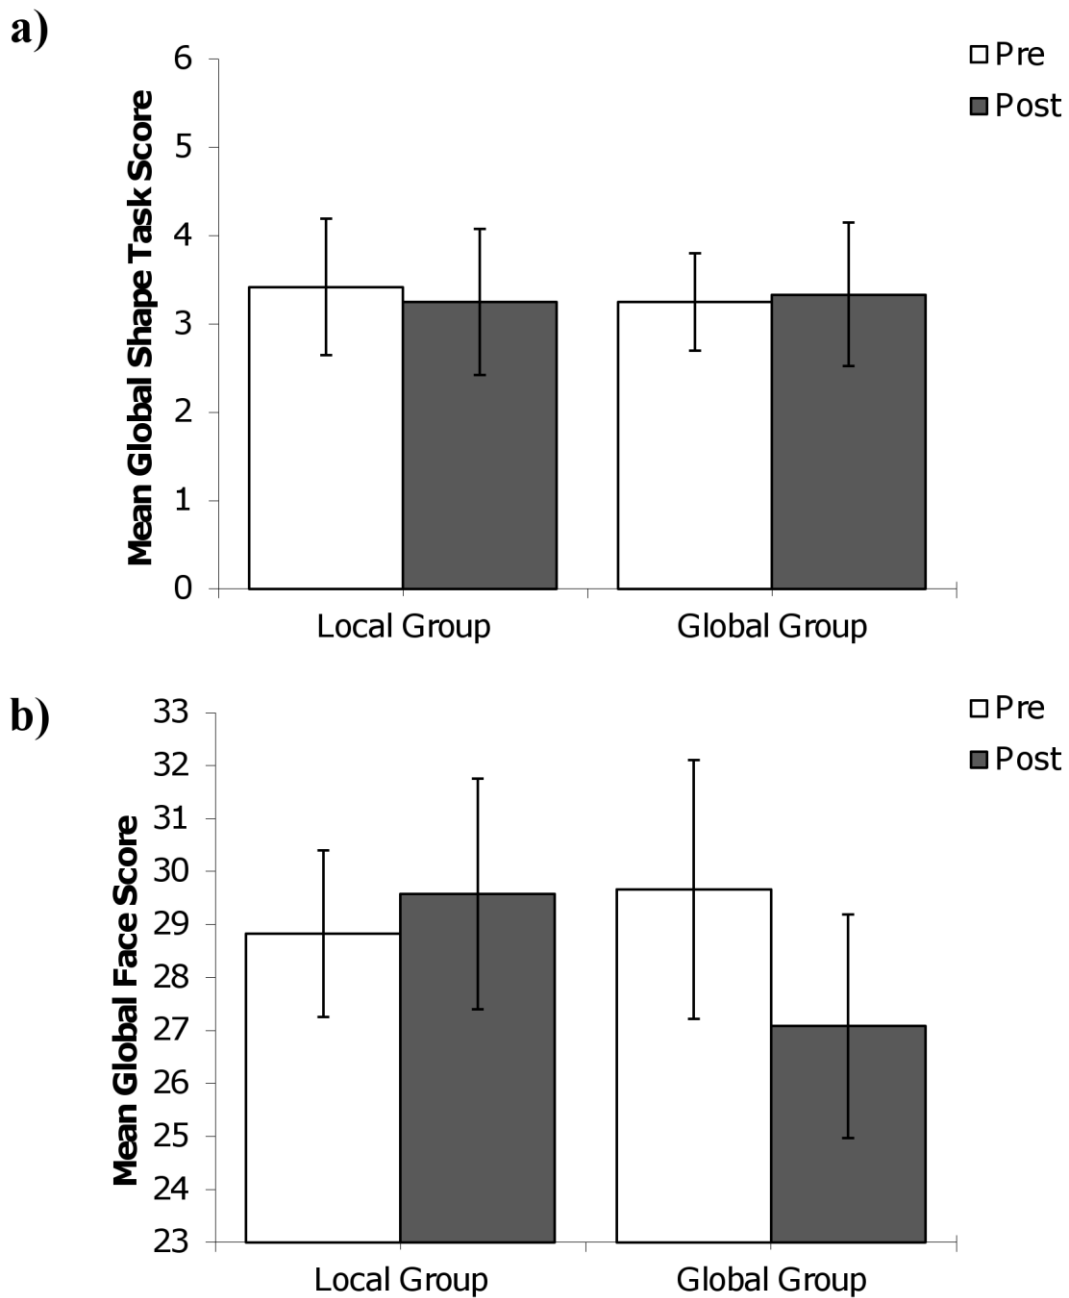 a)
Mean Global Shape Task Score
6
5
4
3
2
1
0
Local Group
Global Group
Pre
Post
b)
Mean Global Face Score
33
32
31
30
29
28
27
26
25
24
23
Local Group
Global Group
Pre
Post